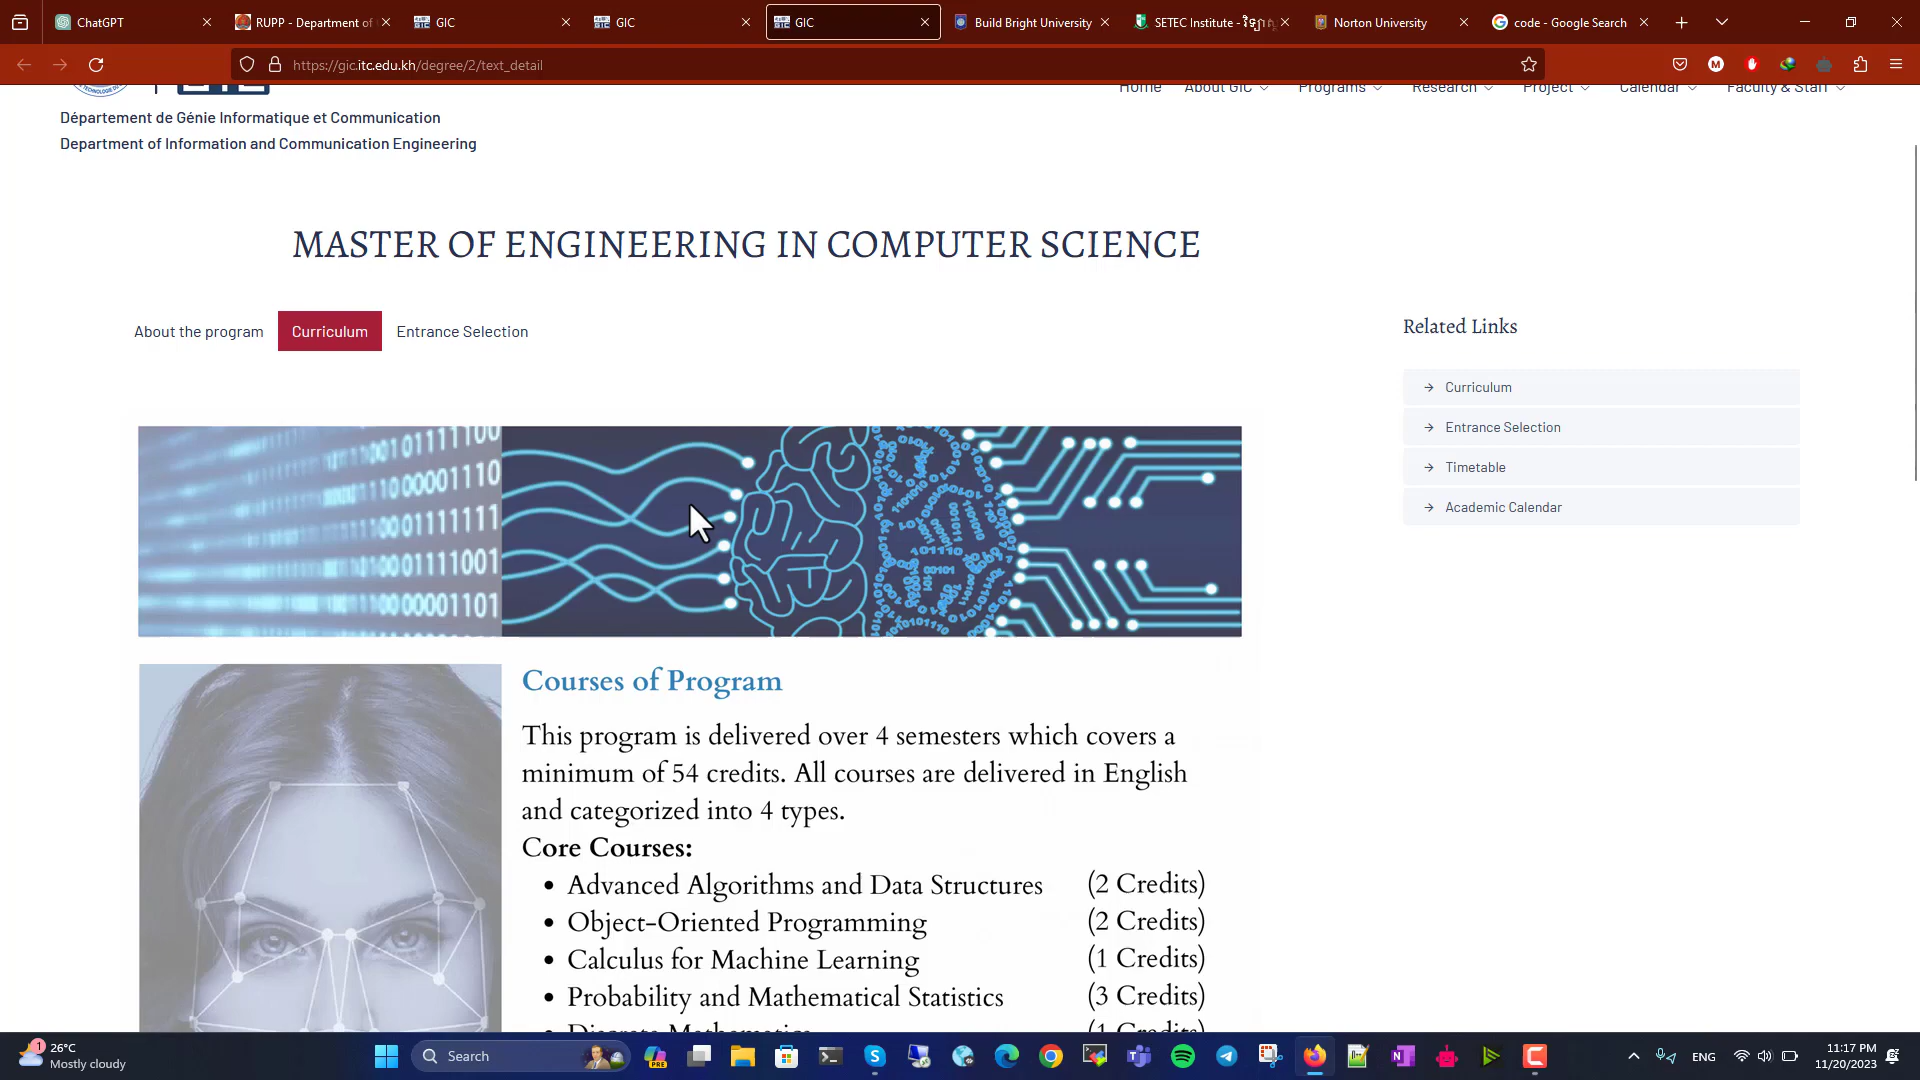 ChatGPT
RUPP - Department of
GIC
GIC
GIC
Build Bright University
SETEC Institute -
Norton University
code - Google Search
https://gic.itc.edu.kh/degree/2/text_detail
Home About GIC Programs Research Project Calendar Faculty & Staff
Département de Génie Informatique et Communication
Department of Information and Communication Engineering
MASTER OF ENGINEERING IN COMPUTER SCIENCE
About the program
Curriculum
Entrance Selection
Related Links
Curriculum
Entrance Selection
Timetable
Academic Calendar
Courses of Program
This program is delivered over 4 semesters which covers a
minimum of 54 credits. All courses are delivered in English
and categorized into 4 types.
Core Courses:
• Advanced Algorithms and Data Structures (2 Credits)
• Object-Oriented Programming (2 Credits)
• Calculus for Machine Learning (1 Credits)
• Probability and Mathematical Statistics (3 Credits)
• Discrete Mathematics (1 Credits)
1
26°C
Mostly cloudy
Search
PRE
ENG
11:17 PM
11/20/2023